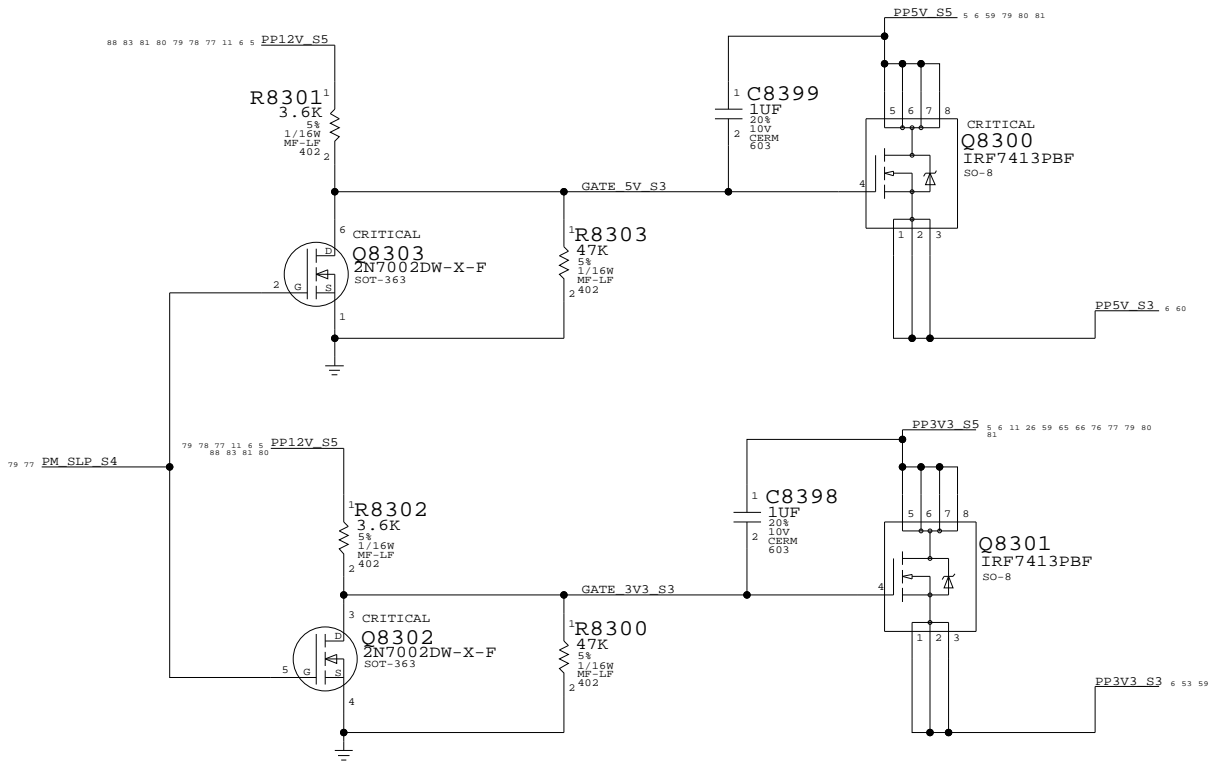 PP5V_S5 5 6 59 79 80 81
88 83 81 80 79 78 77 11 6 5 PP12V_S5
R8301
1
3.6K
5%
1/16W
MF-LF
402
2
1 C8399
1UF
20%
2 10V
CERM
603
5 6 7 8
CRITICAL
Q8300
IRF7413PBF
SO-8
4
1 2 3
GATE_5V_S3
6 CRITICAL
Q8303
2N7002DW-X-F
SOT-363
D
2 G S
1
1 R8303
47K
5%
1/16W
MF-LF
2 402
PP5V_S3 6 60
79 77 PM_SLP_S4
79 78 77 11 6 5 PP12V_S5
88 83 81 80
1 R8302
3.6K
5%
1/16W
MF-LF
2 402
PP3V3_S5 5 6 11 26 59 65 66 76 77 79 80
81
1 C8398
1UF
20%
2 10V
CERM
603
5 6 7 8
Q8301
IRF7413PBF
SO-8
4
1 2 3
GATE_3V3_S3
3 CRITICAL
Q8302
2N7002DW-X-F
SOT-363
D
5 G S
4
1 R8300
47K
5%
1/16W
MF-LF
2 402
PP3V3_S3 6 53 59